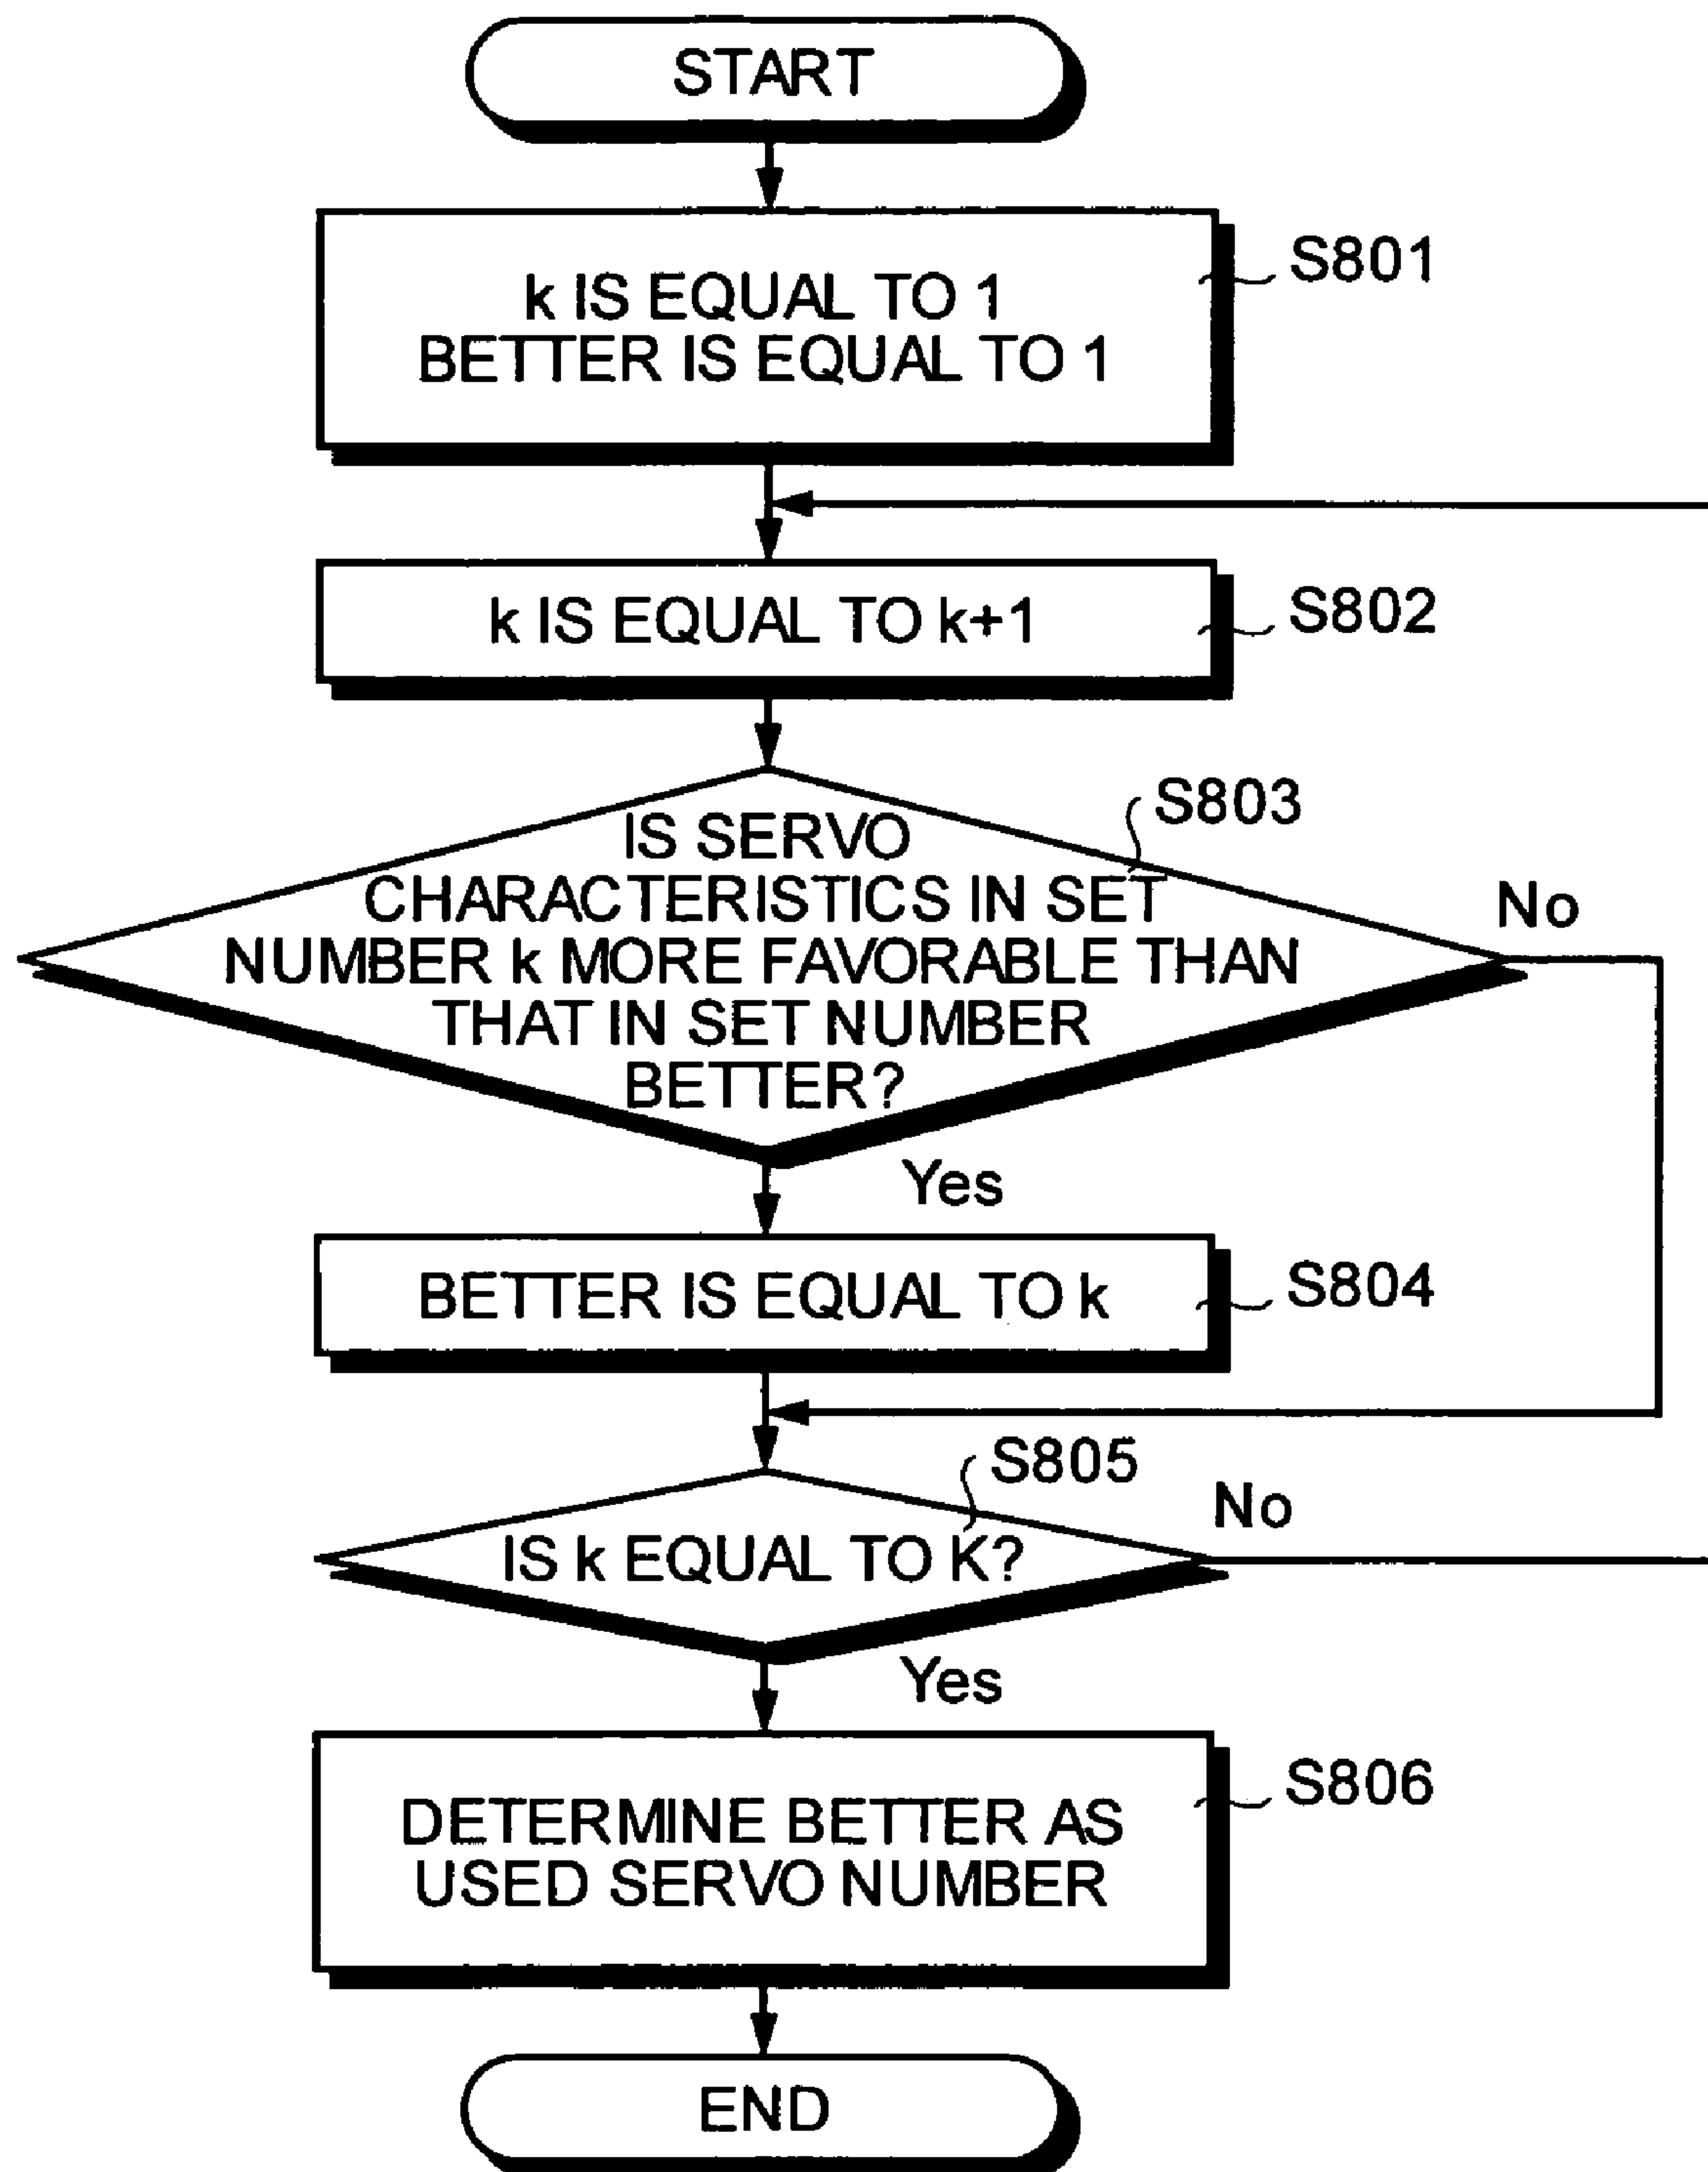 START
k IS EQUAL TO 1
BETTER IS EQUAL TO 1
S801
k IS EQUAL TO k+1
S802
S803
IS SERVO
CHARACTERISTICS IN SET
NUMBER k MORE FAVORABLE THAN
THAT IN SET NUMBER
BETTER?
No
Yes
BETTER IS EQUAL TO k
S804
S805
IS k EQUAL TO K?
No
Yes
DETERMINE BETTER AS
USED SERVO NUMBER
S806
END